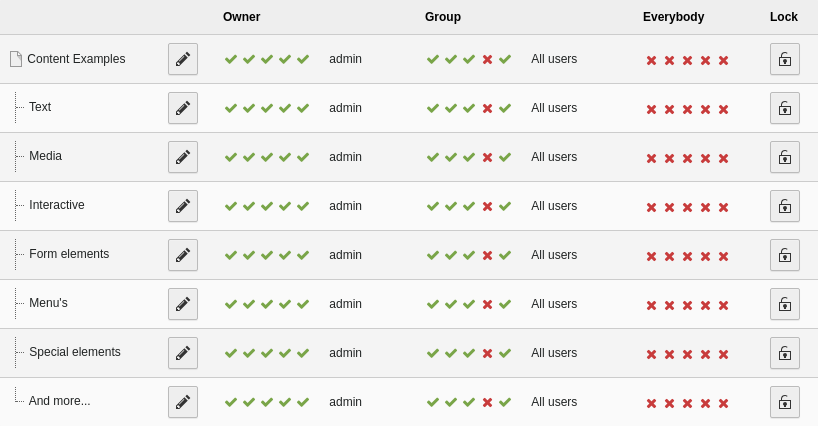 Owner Group Everybody Lock
Content Examples admin All users
Text admin All users
Media admin All users
Interactive admin All users
Form elements admin All users
Menu's admin All users
Special elements admin All users
And more... admin All users